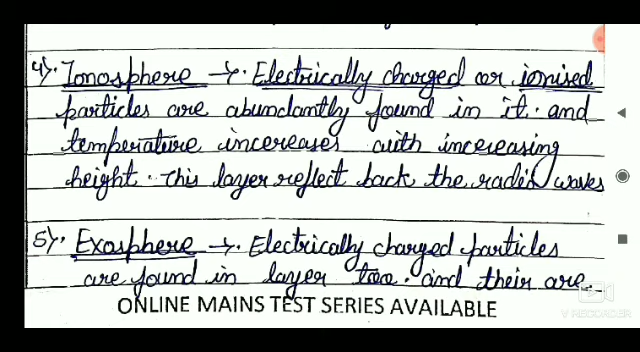 4). Ionosphere → Electrically charged or ionised
particles are abundantly found in it. and
temperature increases with increasing
height. This layer reflect back the radio waves
5). Exosphere → Electrically charged particles
are found in layer too. and their are
ONLINE MAINS TEST SERIES AVAILABLE
V RECORDER